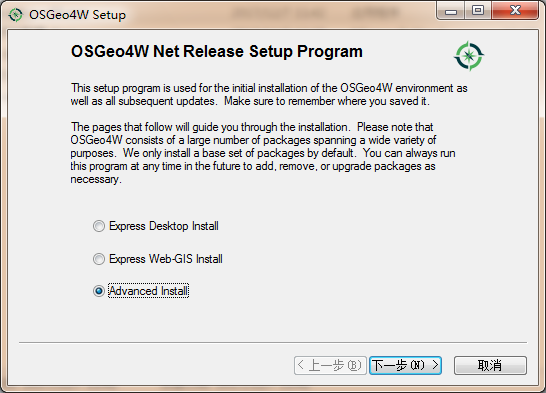 OSGeo4W Setup
OSGeo4W Net Release Setup Program
This setup program is used for the initial installation of the OSGeo4W environment as
well as all subsequent updates.  Make sure to remember where you saved it.
The pages that follow will guide you through the installation.  Please note that
OSGeo4W consists of a large number of packages spanning a wide variety of
purposes.  We only install a base set of packages by default.  You can always run
this program at any time in the future to add, remove, or upgrade packages as
necessary.
Express Desktop Install
Express Web-GIS Install
Advanced Install
< 上一步(B) 下一步(N) > 取消